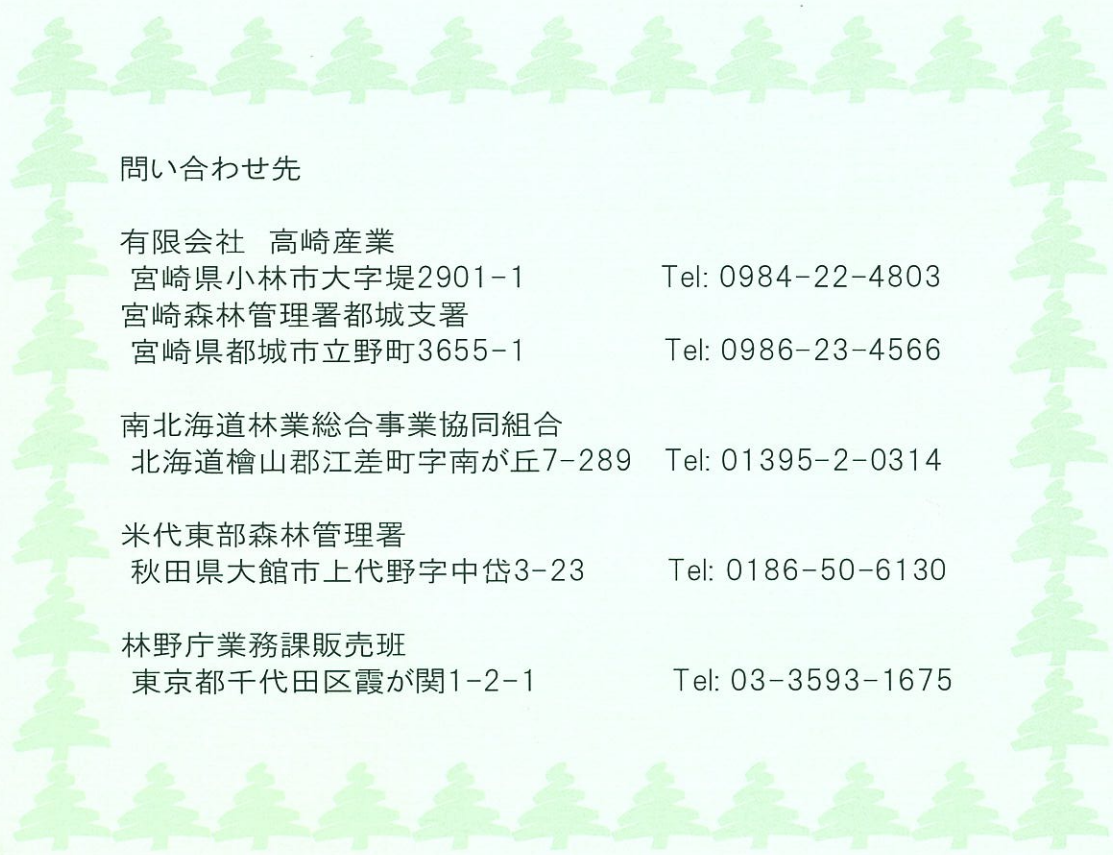 問い合わせ先
有限会社　高崎産業
宮崎県小林市大字堤2901-1　Tel: 0984-22-4803
宮崎森林管理署都城支署
宮崎県都城市立野町3655-1　Tel: 0986-23-4566
南北海道林業総合事業協同組合
北海道檜山郡江差町字南が丘7-289　Tel: 01395-2-0314
米代東部森林管理署
秋田県大館市上代野字中岱3-23　Tel: 0186-50-6130
林野庁業務課販売班
東京都千代田区霞が関1-2-1　Tel: 03-3593-1675